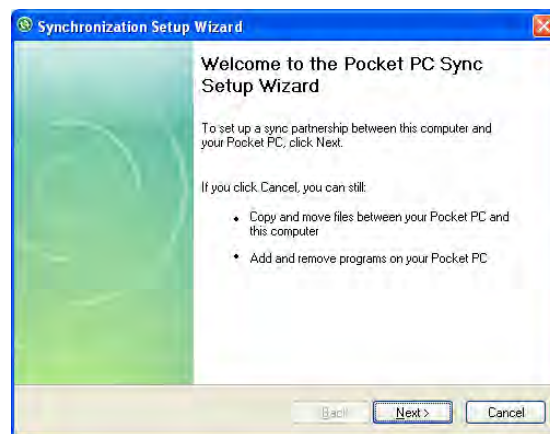 Synchronization Setup Wizard
Welcome to the Pocket PC Sync
Setup Wizard
To set up a sync partnership between this computer and
your Pocket PC, click Next.
If you click Cancel, you can still:
• Copy and move files between your Pocket PC and
this computer
• Add and remove programs on your Pocket PC
Back Next > Cancel